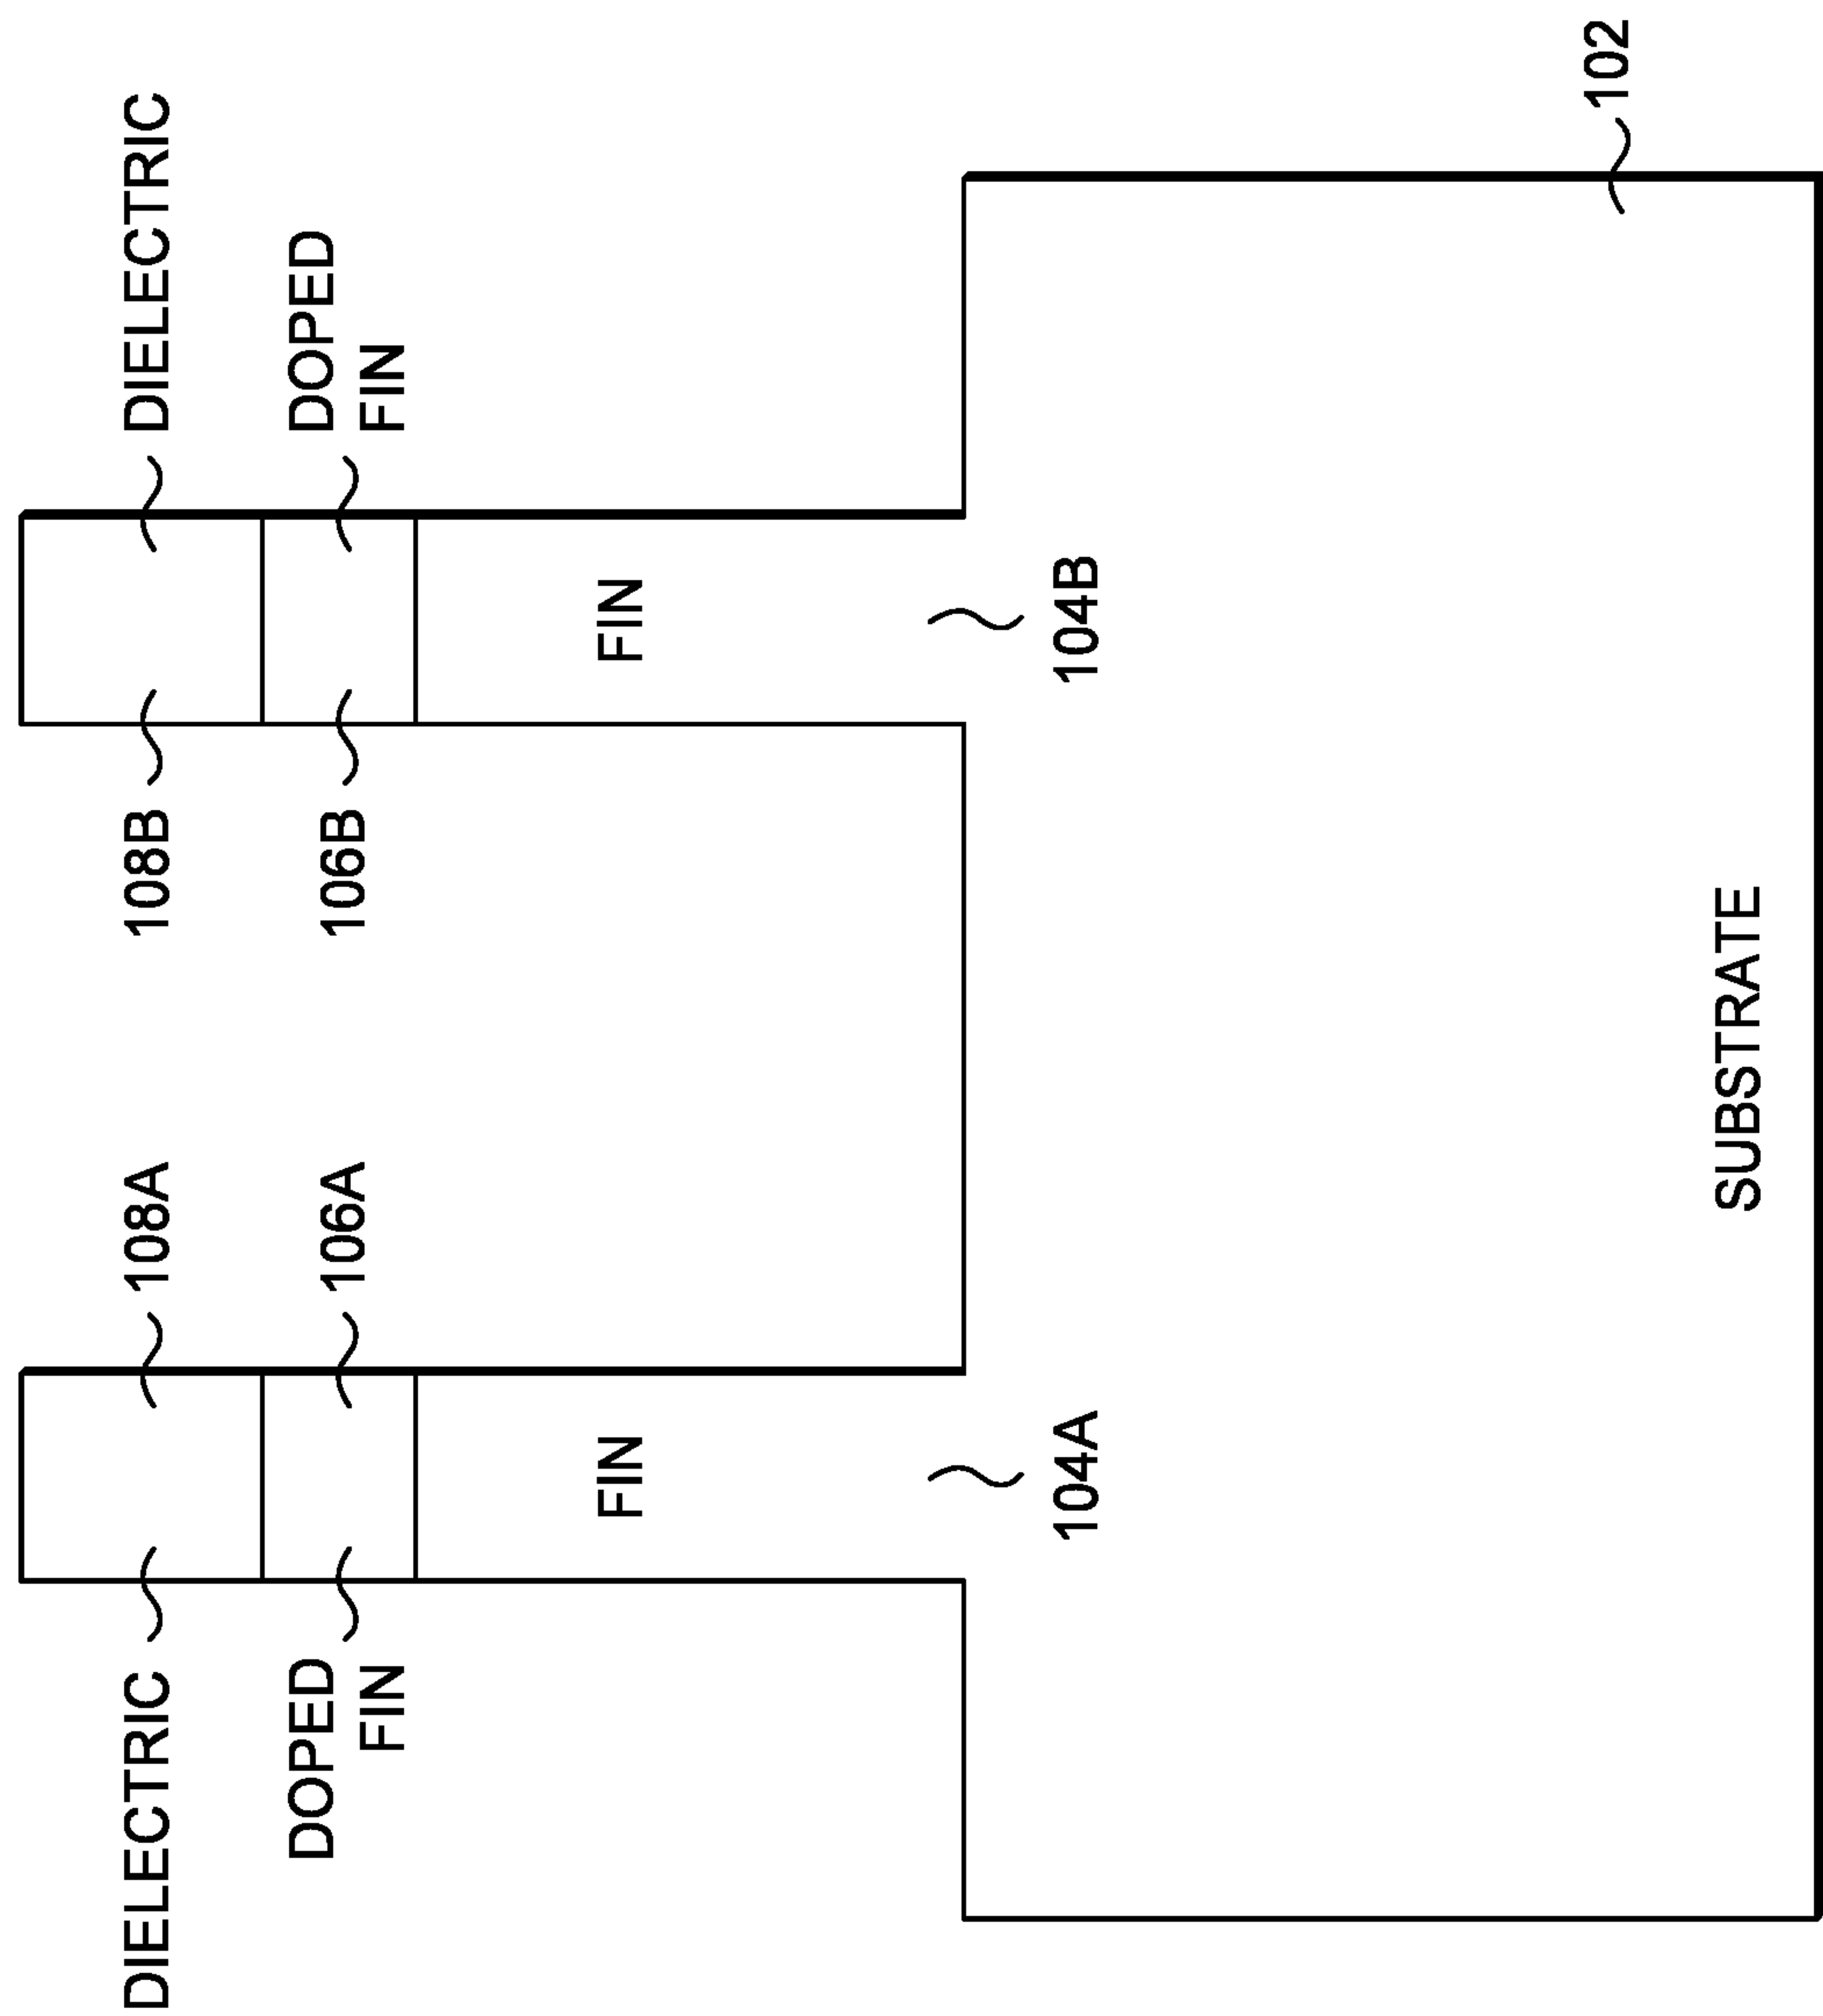 DIELECTRIC
108A
108B
DIELECTRIC
DOPED
FIN
106A
106B
DOPED
FIN
FIN
FIN
104A
104B
102
SUBSTRATE